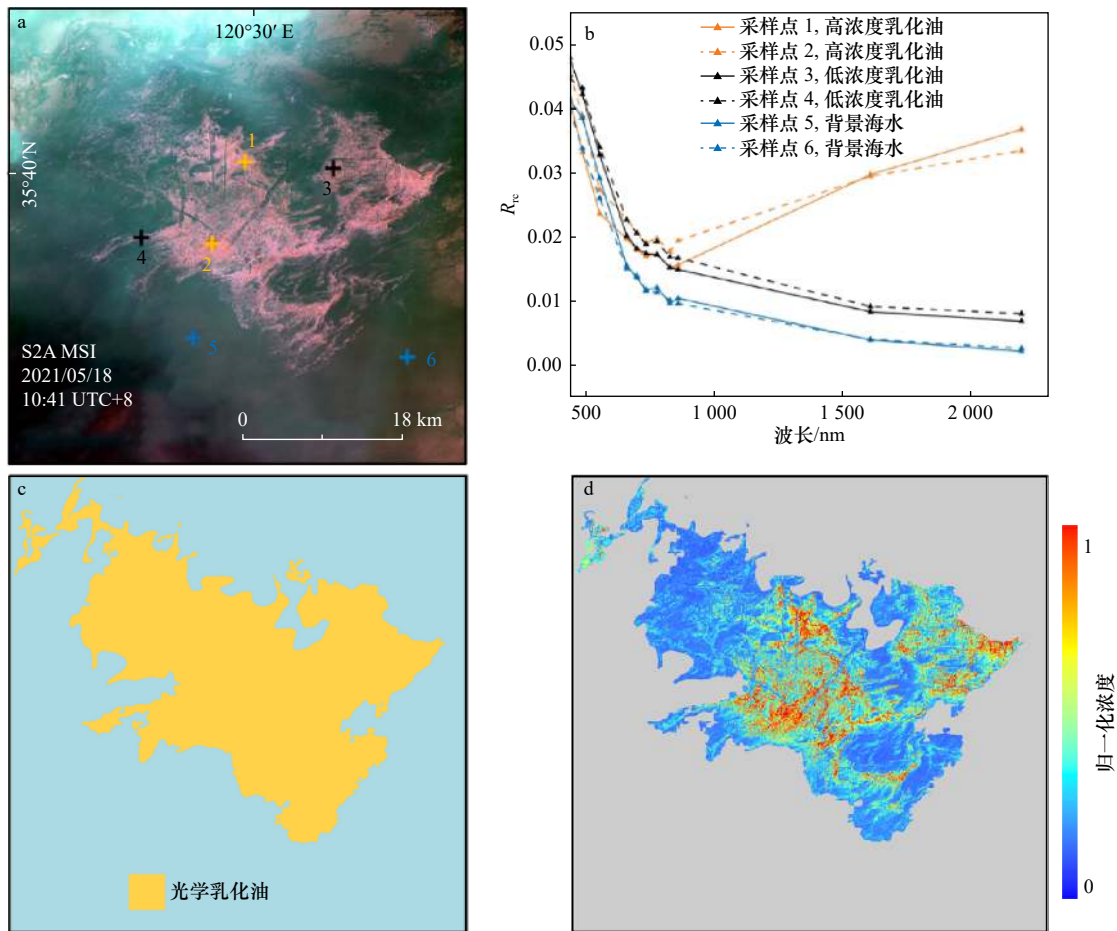 a
120°30′ E
35°40′N
1
2
3
4
5
6
S2A MSI
2021/05/18
10:41 UTC+8
0
18 km
b
采样点 1, 高浓度乳化油
采样点 2, 高浓度乳化油
采样点 3, 低浓度乳化油
采样点 4, 低浓度乳化油
采样点 5, 背景海水
采样点 6, 背景海水
0.05
0.04
0.03
0.02
0.01
0.00
Rrc
500
1 000
1 500
2 000
波长/nm
c
光学乳化油
d
1
0
归一化浓度